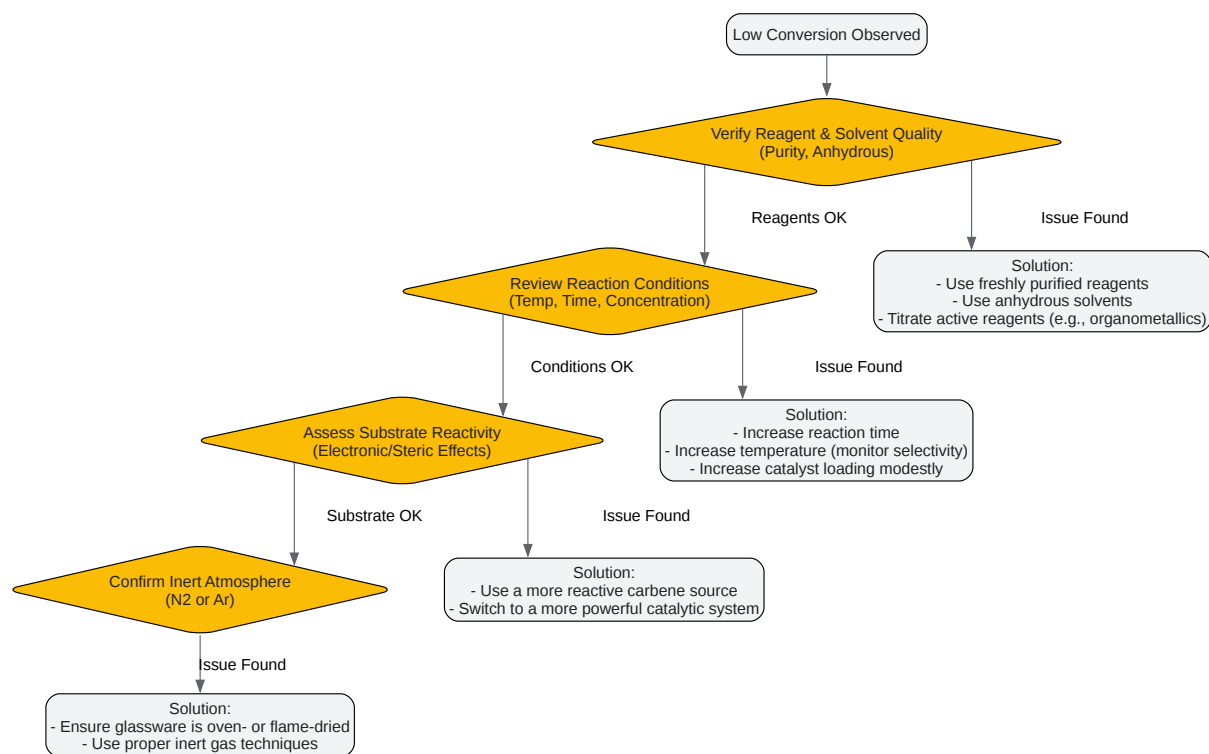 Low Conversion Observed
Verify Reagent & Solvent Quality
(Purity, Anhydrous)
Reagents OK
Issue Found
Review Reaction Conditions
(Temp, Time, Concentration)
Solution:
- Use freshly purified reagents
- Use anhydrous solvents
- Titrate active reagents (e.g., organometallics)
Conditions OK
Issue Found
Assess Substrate Reactivity
(Electronic/Steric Effects)
Solution:
- Increase reaction time
- Increase temperature (monitor selectivity)
- Increase catalyst loading modestly
Substrate OK
Issue Found
Confirm Inert Atmosphere
(N2 or Ar)
Solution:
- Use a more reactive carbene source
- Switch to a more powerful catalytic system
Issue Found
Solution:
- Ensure glassware is oven- or flame-dried
- Use proper inert gas techniques